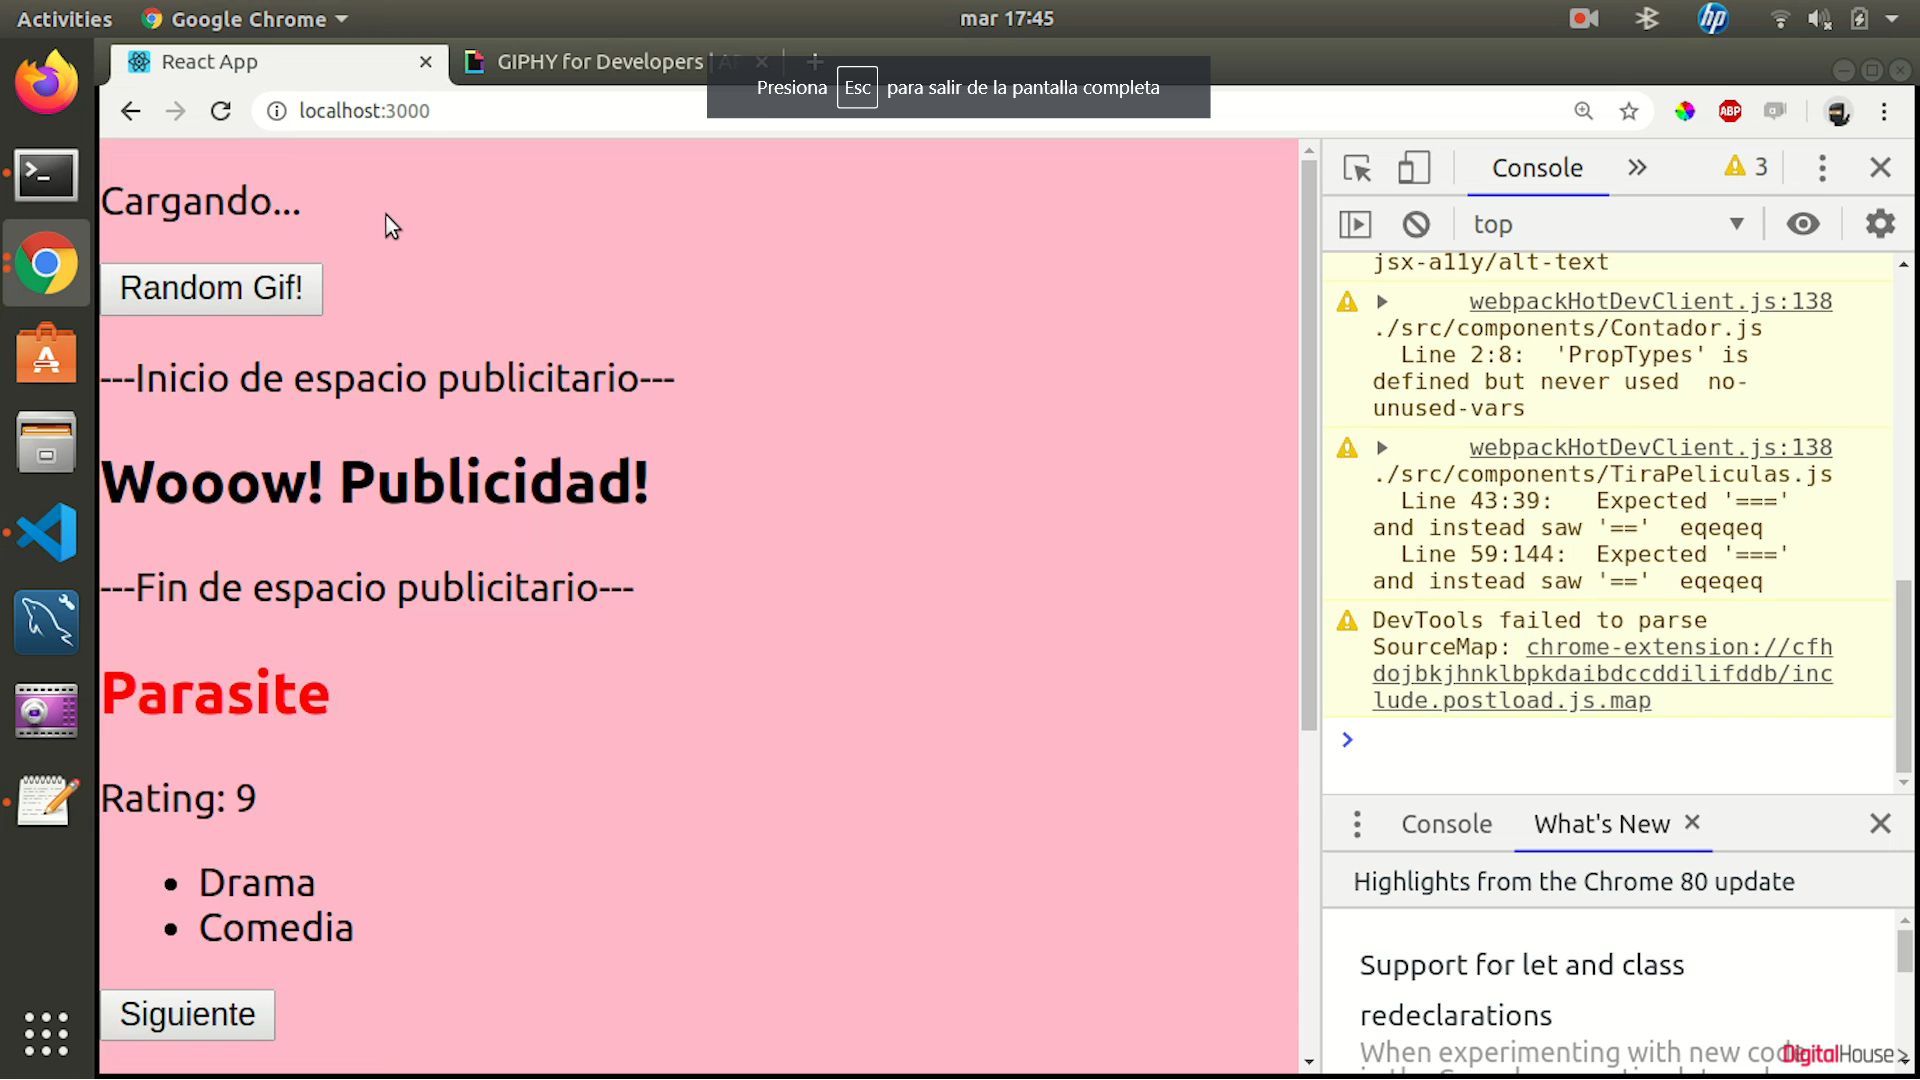 Activities
Google Chrome
mar 17:45
React App
GIPHY for Developers
Presiona Esc para salir de la pantalla completa
localhost:3000
ABP
Cargando...
Random Gif!
---Inicio de espacio publicitario---
Wooow! Publicidad!
---Fin de espacio publicitario---
Parasite
Rating: 9
Drama
Comedia
Siguiente
Console
3
top
jsx-a11y/alt-text
webpackHotDevClient.js:138
./src/components/Contador.js
Line 2:8: 'PropTypes' is
defined but never used no-
unused-vars
webpackHotDevClient.js:138
./src/components/TiraPeliculas.js
Line 43:39: Expected '==='
and instead saw '==' eqeqeq
Line 59:144: Expected '==='
and instead saw '==' eqeqeq
DevTools failed to parse
SourceMap: chrome-extension://cfh
dojbkjhnklbpkdaibdccddilifddb/inc
lude.postload.js.map
Console
What's New
Highlights from the Chrome 80 update
Support for let and class
redeclarations
When experimenting with new code
DigitalHouse>